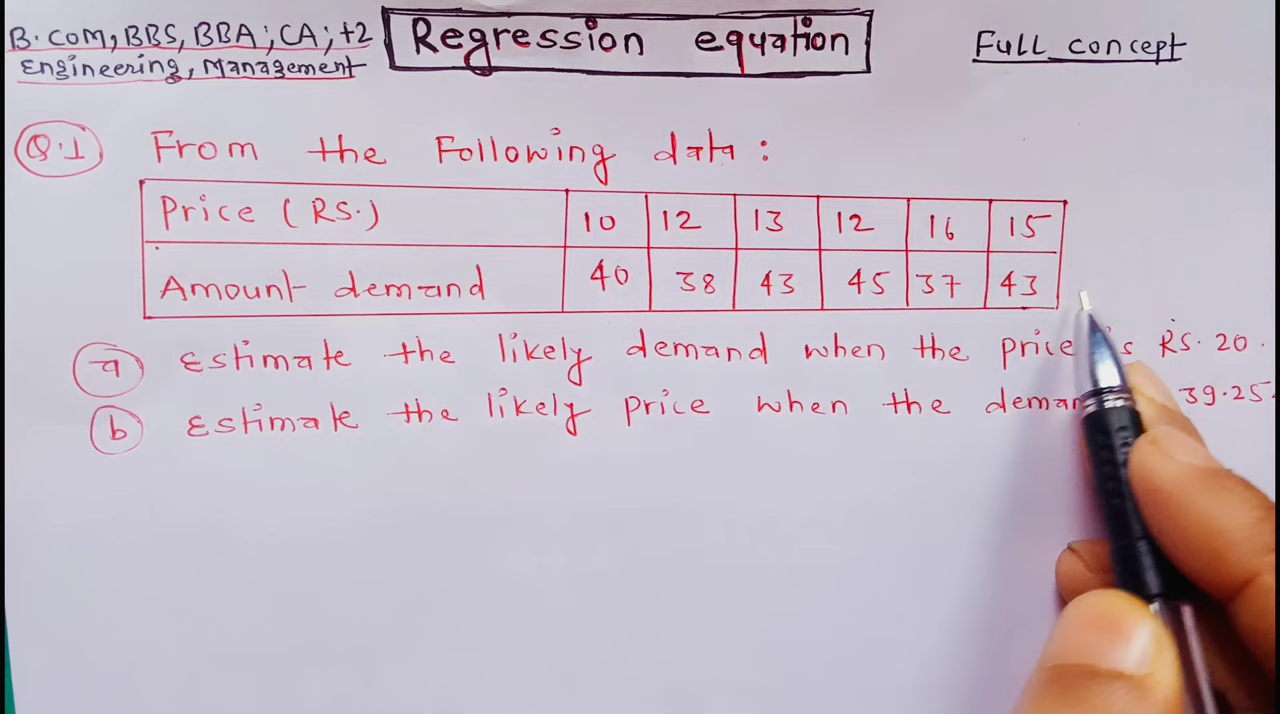 B.com, BBS, BBA; CA; +2
Engineering, Management
Regression equation
Full concept
Q.1 From the Following data:
Price (RS.) 10 12 13 12 16 15
Amount demand 40 38 43 45 37 43
a Estimate the likely demand when the price is RS. 20.
b Estimate the likely price when the deman 39.25.